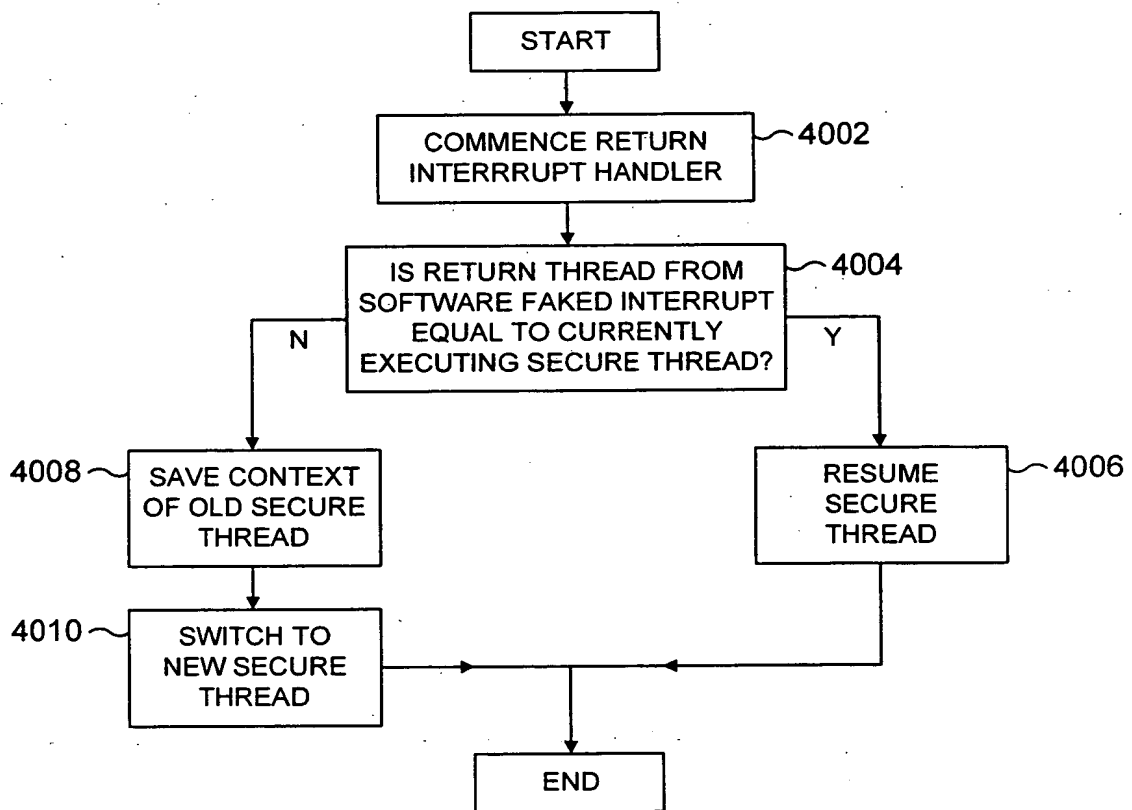 START
COMMENCE RETURN
INTERRRUPT HANDLER
4002
IS RETURN THREAD FROM
SOFTWARE FAKED INTERRUPT
EQUAL TO CURRENTLY
EXECUTING SECURE THREAD?
4004
N
Y
4008
SAVE CONTEXT
OF OLD SECURE
THREAD
RESUME
SECURE
THREAD
4006
4010
SWITCH TO
NEW SECURE
THREAD
END